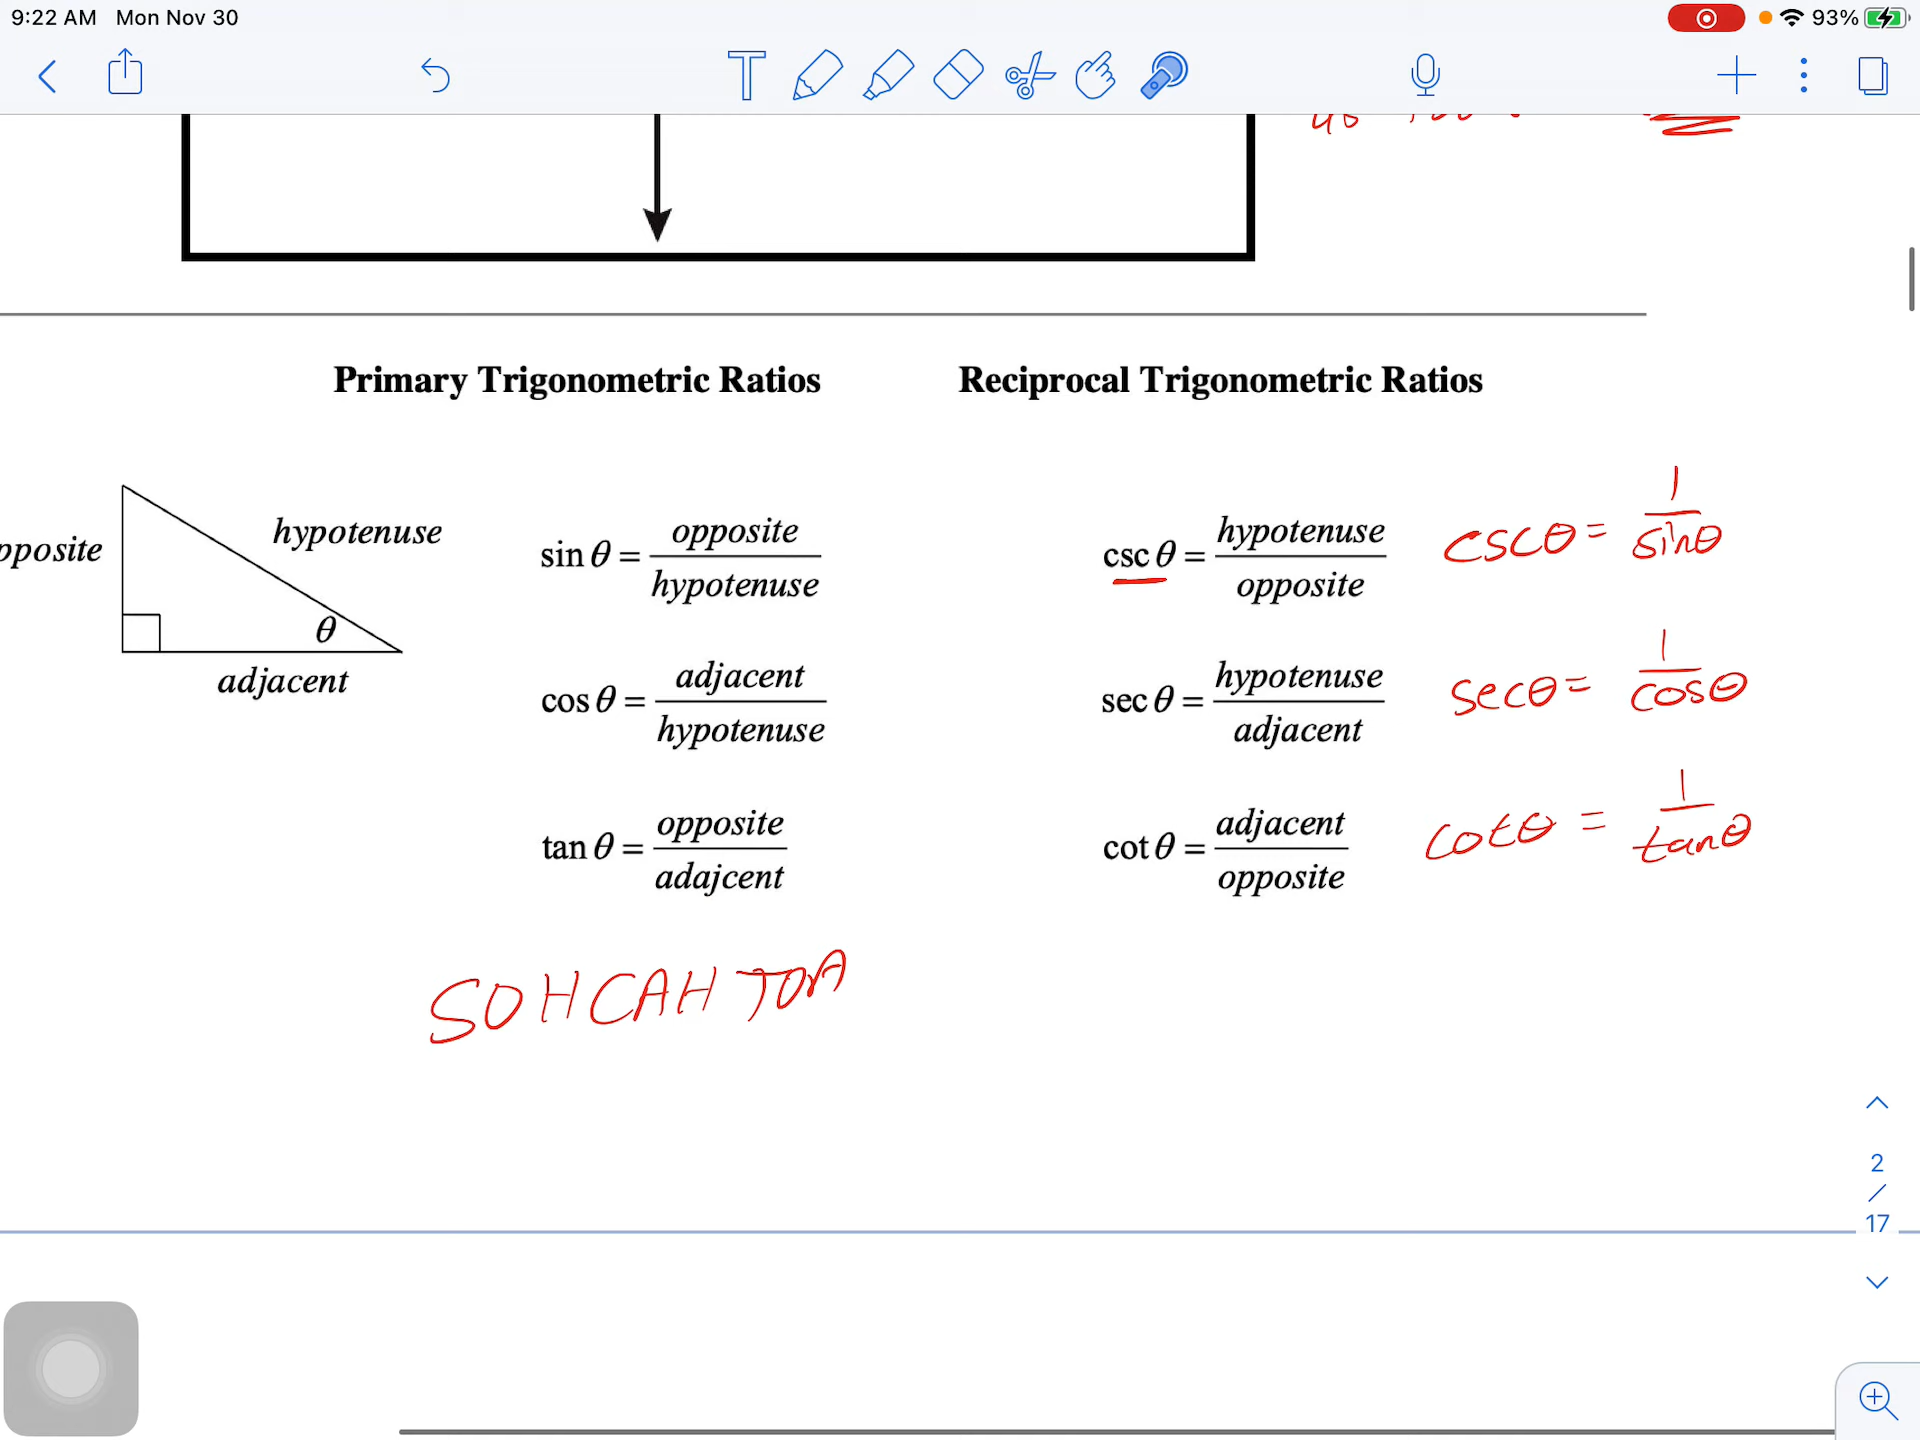 9:22 AM Mon Nov 30 93%
Primary Trigonometric Ratios Reciprocal Trigonometric Ratios
pposite hypotenuse θ adjacent
sin θ = opposite / hypotenuse csc θ = hypotenuse / opposite cscθ = 1 / sinθ
cos θ = adjacent / hypotenuse sec θ = hypotenuse / adjacent secθ = 1 / cosθ
tan θ = opposite / adajcent cot θ = adjacent / opposite cotθ = 1 / tanθ
SOHCAH TOA
2
/
17